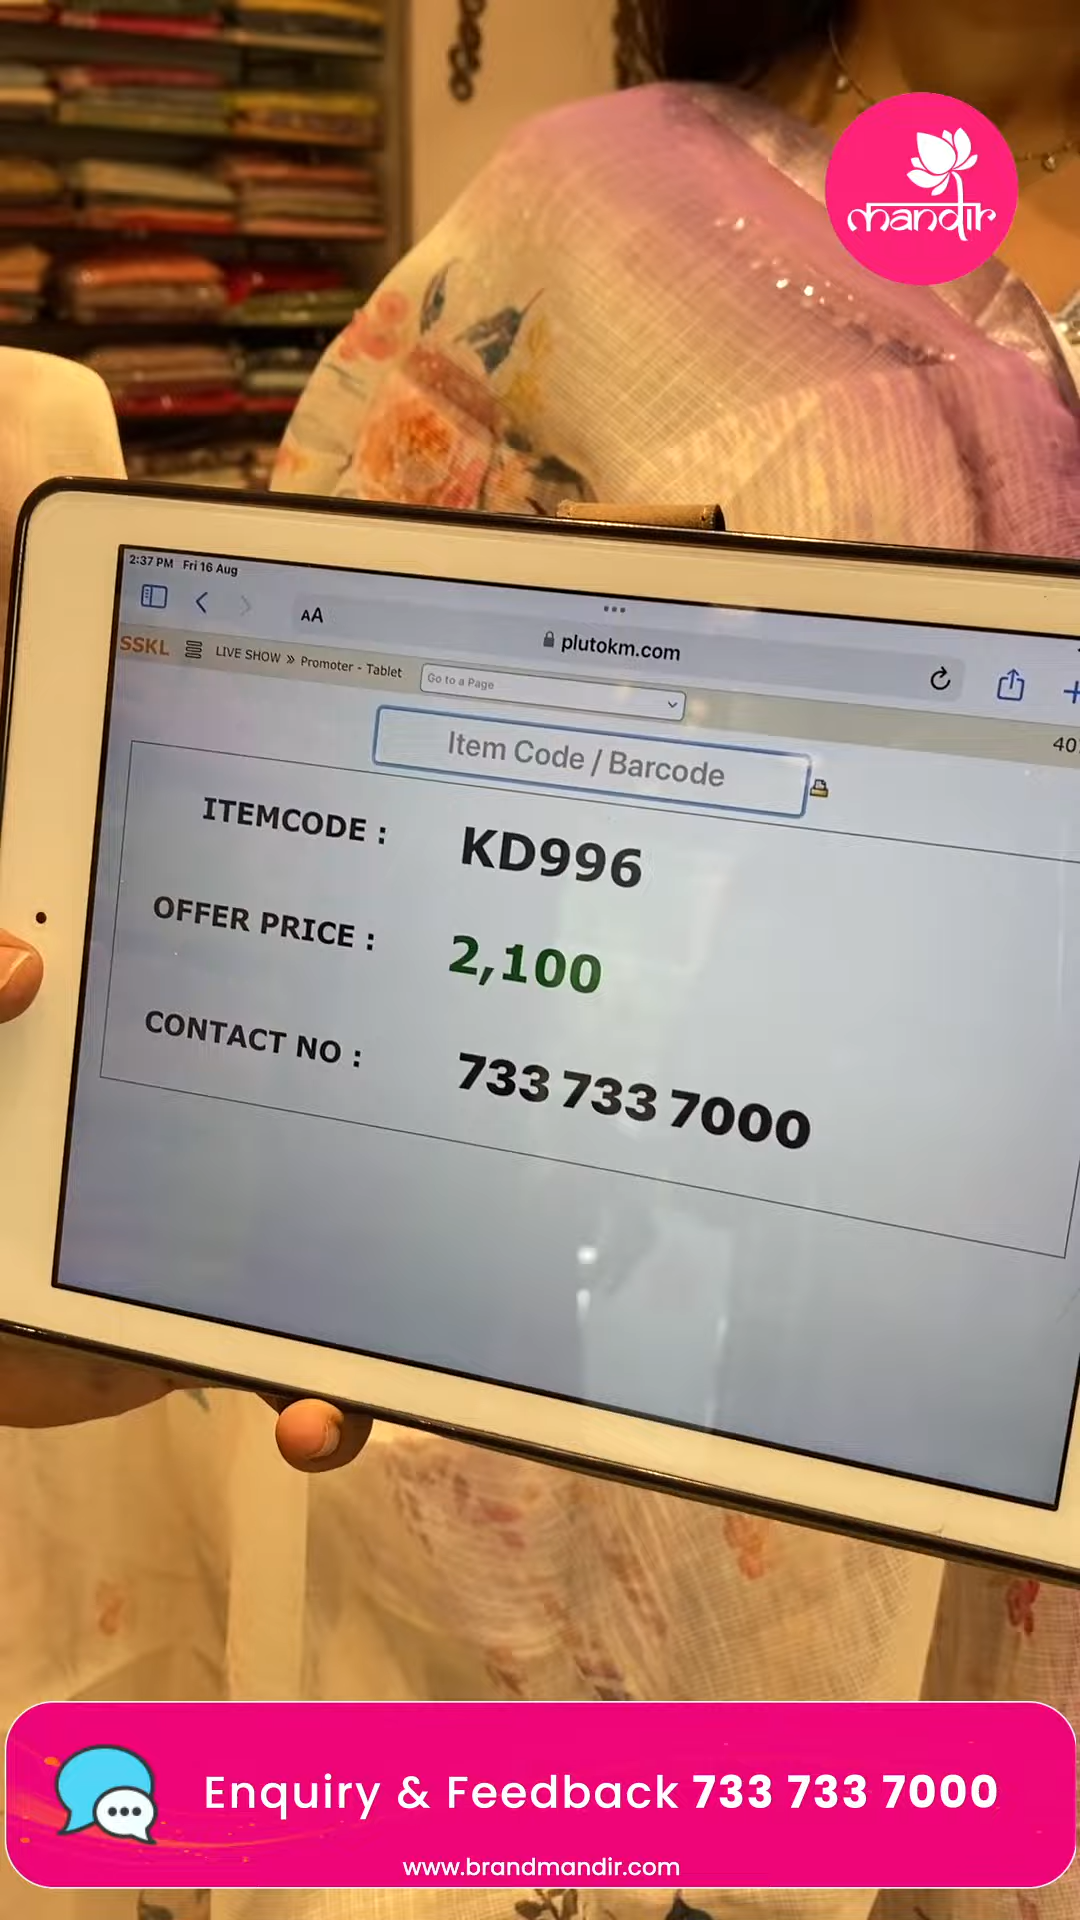 mandir
2:37 PM Fri 16 Aug
AA
plutokm.com
SSKL LIVE SHOW » Promoter - Tablet Go to a Page
Item Code / Barcode
ITEMCODE : KD996
OFFER PRICE : 2,100
CONTACT NO : 733 733 7000
Enquiry & Feedback 733 733 7000
www.brandmandir.com